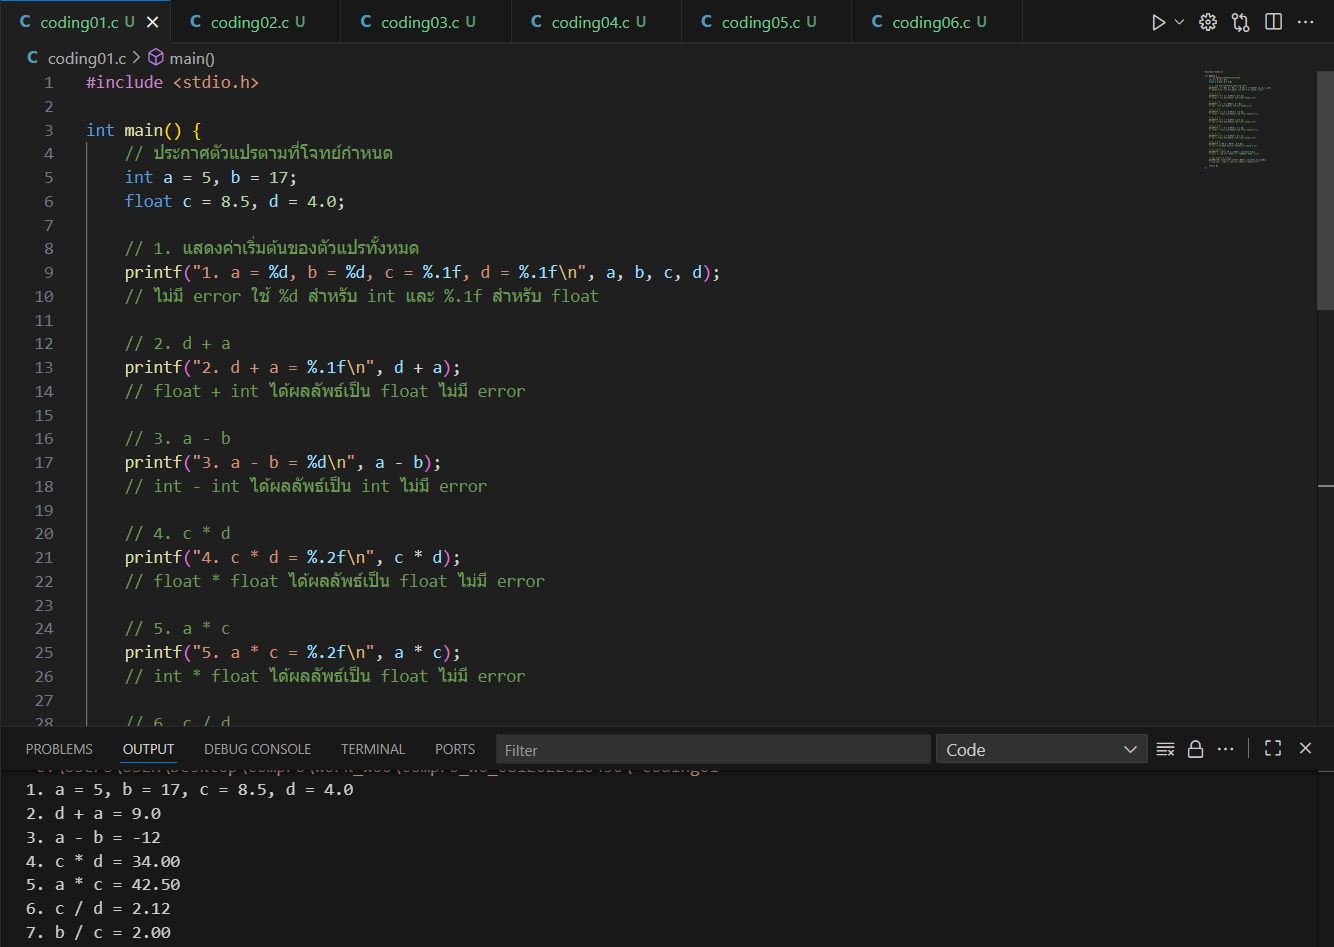 C coding01.c U × C coding02.c U C coding03.c U C coding04.c U C coding05.c U C coding06.c U
C coding01.c > main()
1 #include <stdio.h>
2
3 int main() {
4 // ประกาศตัวแปรตามที่โจทย์กำหนด
5 int a = 5, b = 17;
6 float c = 8.5, d = 4.0;
7
8 // 1. แสดงค่าเริ่มต้นของตัวแปรทั้งหมด
9 printf("1. a = %d, b = %d, c = %.1f, d = %.1f\n", a, b, c, d);
10 // ไม่มี error ใช้ %d สำหรับ int และ %.1f สำหรับ float
11
12 // 2. d + a
13 printf("2. d + a = %.1f\n", d + a);
14 // float + int ได้ผลลัพธ์เป็น float ไม่มี error
15
16 // 3. a - b
17 printf("3. a - b = %d\n", a - b);
18 // int - int ได้ผลลัพธ์เป็น int ไม่มี error
19
20 // 4. c * d
21 printf("4. c * d = %.2f\n", c * d);
22 // float * float ได้ผลลัพธ์เป็น float ไม่มี error
23
24 // 5. a * c
25 printf("5. a * c = %.2f\n", a * c);
26 // int * float ได้ผลลัพธ์เป็น float ไม่มี error
27
28 // 6. c / d
PROBLEMS OUTPUT DEBUG CONSOLE TERMINAL PORTS Filter Code
1. a = 5, b = 17, c = 8.5, d = 4.0
2. d + a = 9.0
3. a - b = -12
4. c * d = 34.00
5. a * c = 42.50
6. c / d = 2.12
7. b / c = 2.00